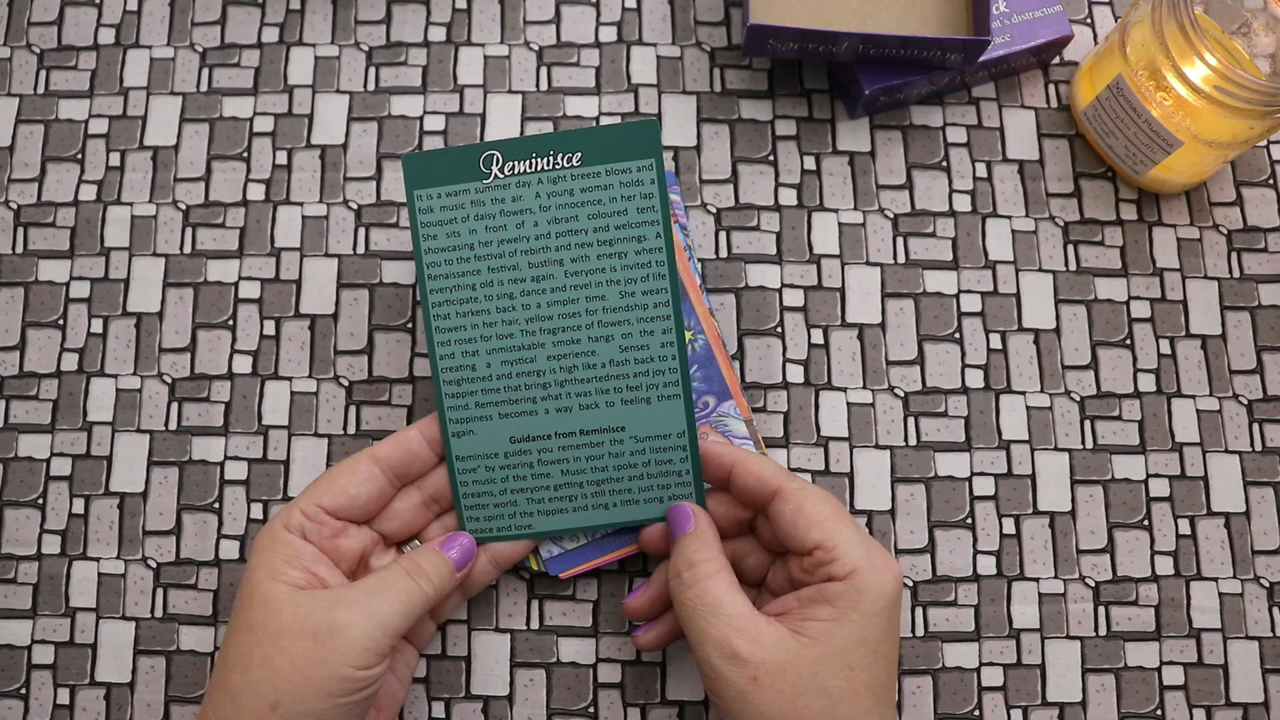 ck
nt's distraction
ace
Sacred Feminine
Mystique Fusions
Pumpkin Souffle
Reminisce
It is a warm summer day. A light breeze blows and
folk music fills the air. A young woman holds a
bouquet of daisy flowers, for innocence, in her lap.
She sits in front of a vibrant coloured tent,
showcasing her jewelry and pottery and welcomes
you to the festival of rebirth and new beginnings. A
Renaissance festival, bustling with energy where
everything old is new again. Everyone is invited to
participate, to sing, dance and revel in the joy of life
that harkens back to a simpler time. She wears
flowers in her hair, yellow roses for friendship and
red roses for love. The fragrance of flowers, incense
and that unmistakable smoke hangs on the air
creating a mystical experience. Senses are
heightened and energy is high like a flash back to a
happier time that brings lightheartedness and joy to
mind. Remembering what it was like to feel joy and
happiness becomes a way back to feeling them
again.
Guidance from Reminisce
Reminisce guides you remember the "Summer of
Love" by wearing flowers in your hair and listening
to music of the time. Music that spoke of love, of
dreams, of everyone getting together and building a
better world. That energy is still there, just tap into
the spirit of the hippies and sing a little song about
peace and love.